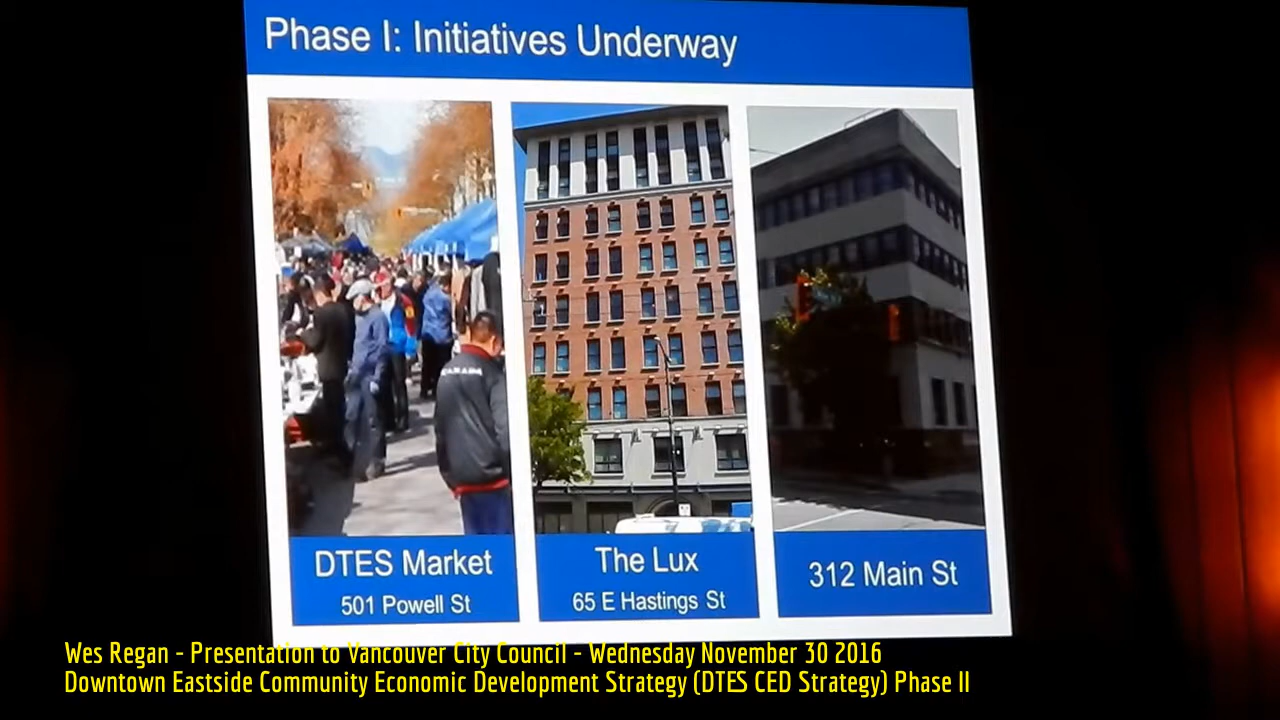 Phase I: Initiatives Underway
CANADA
DTES Market
501 Powell St
The Lux
65 E Hastings St
312 Main St
Wes Regan - Presentation to Vancouver City Council - Wednesday November 30 2016
Downtown Eastside Community Economic Development Strategy (DTES CED Strategy) Phase II